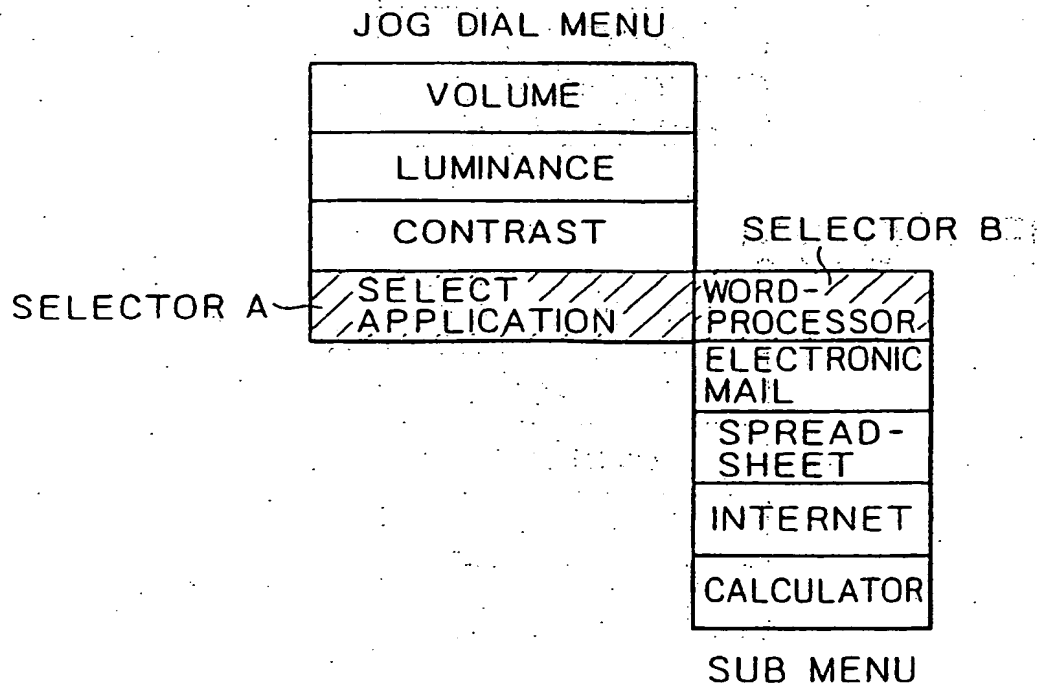 JOG DIAL MENU
VOLUME
LUMINANCE
CONTRAST
SELECTOR B
SELECTOR A
SELECT
APPLICATION
WORD-
PROCESSOR
ELECTRONIC
MAIL
SPREAD-
SHEET
INTERNET
CALCULATOR
SUB MENU